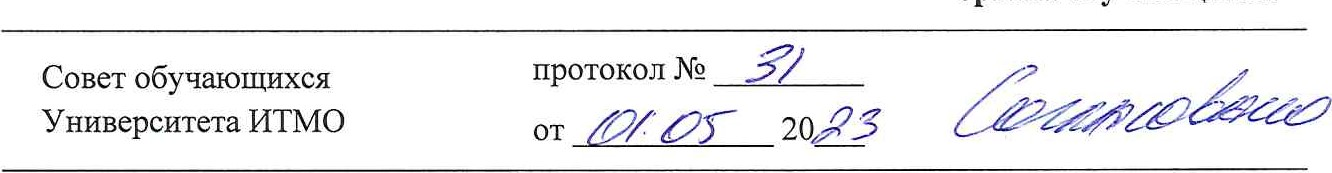 Совет обучающихся
Университета ИТМО
протокол № 31
от 01.05 2023
Согласовано